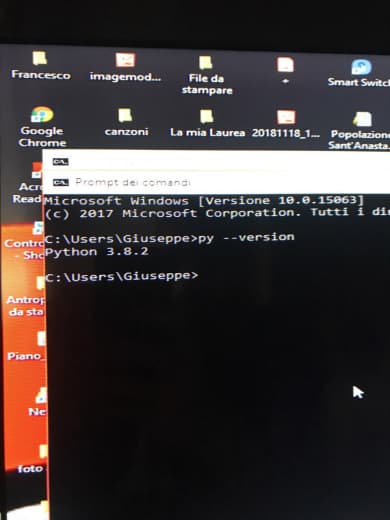 Francesco
imagemod...
File da
stampare
Smart Switc
Google
Chrome
canzoni
La mia Laurea
20181118_1...
Popolazione
Sant'Anasta.
Prompt dei comandi
Acro
Read
Microsoft Windows [Versione 10.0.15063]
(c) 2017 Microsoft Corporation. Tutti i di
C:\Users\Giuseppe>py --version
Python 3.8.2
C:\Users\Giuseppe>
Contro
- Sho
Antrop
da sta
Piano_
Ne
foto